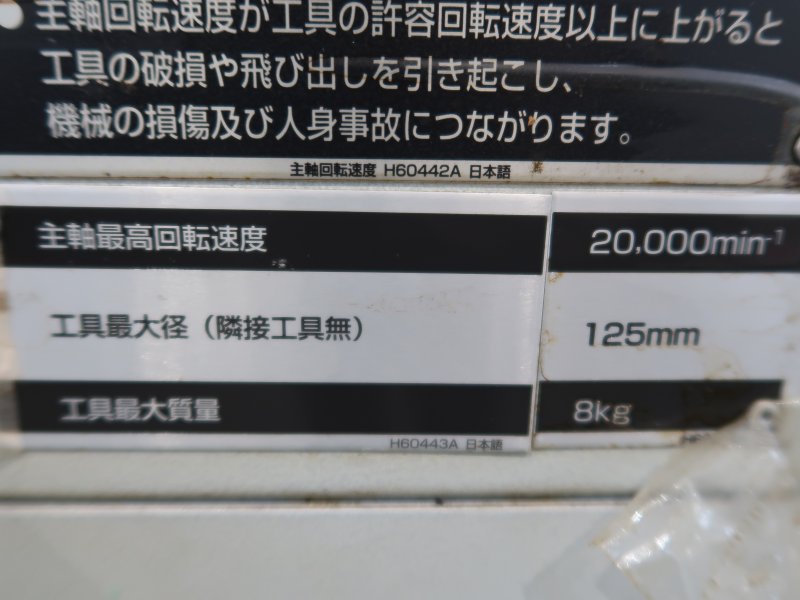 主軸回転速度が工具の許容回転速度以上に上がると
工具の破損や飛び出しを引き起こし、
機械の損傷及び人身事故につながります。
主軸回転速度 H60442A 日本語
主軸最高回転速度 20,000min⁻¹
工具最大径（隣接工具無） 125mm
工具最大質量 8kg
H60443A 日本語